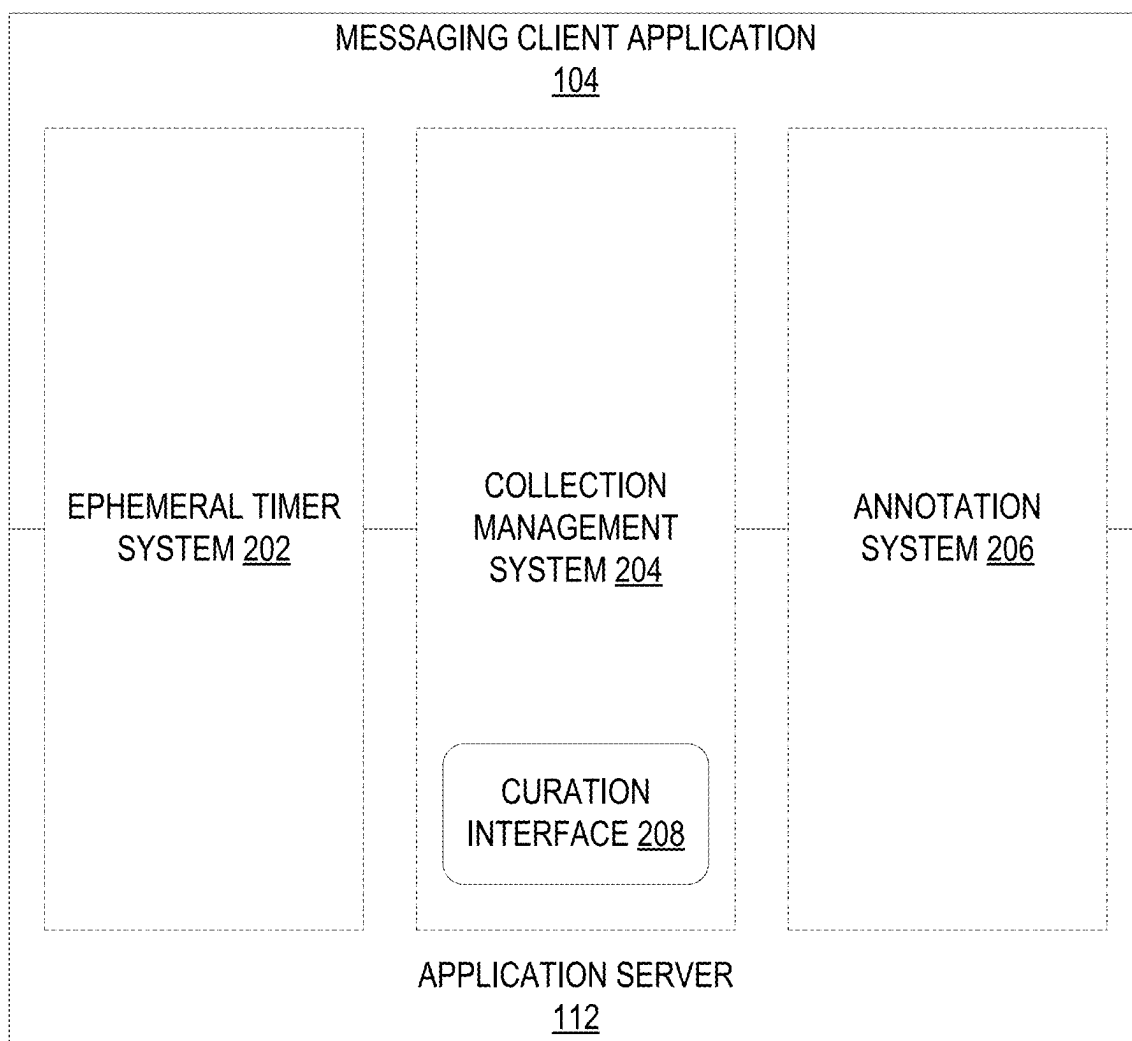 MESSAGING CLIENT APPLICATION
104
EPHEMERAL TIMER
SYSTEM 202
COLLECTION
MANAGEMENT
SYSTEM 204
ANNOTATION
SYSTEM 206
CURATION
INTERFACE 208
APPLICATION SERVER
112